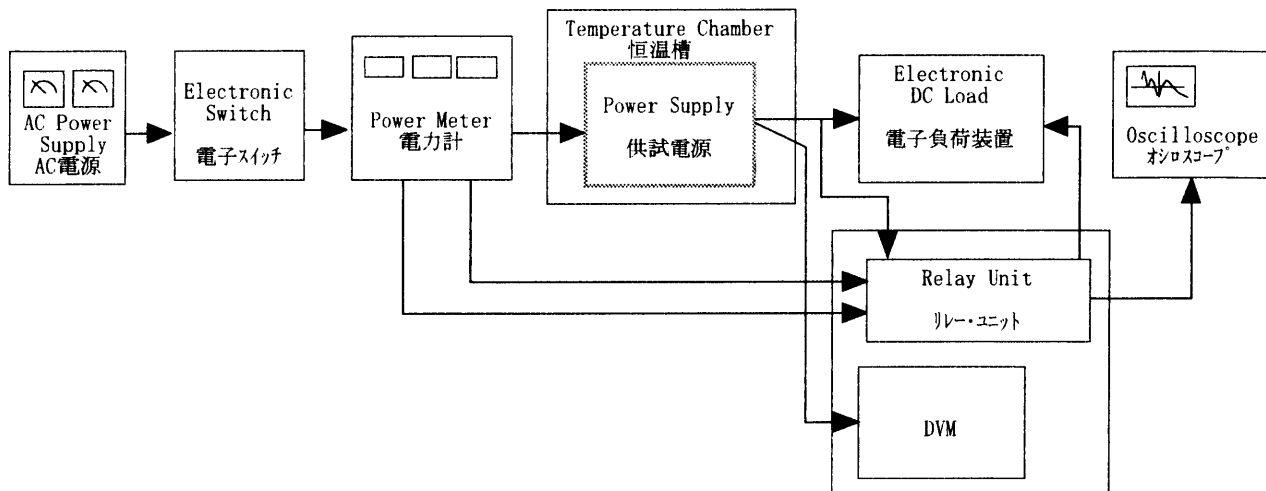 AC Power
Supply
AC電源
Electronic
Switch
電子スイッチ
Power Meter
電力計
Temperature Chamber
恒温槽
Power Supply
供試電源
Electronic
DC Load
電子負荷装置
Oscilloscope
オシロスコープ
Relay Unit
リレー・ユニット
DVM